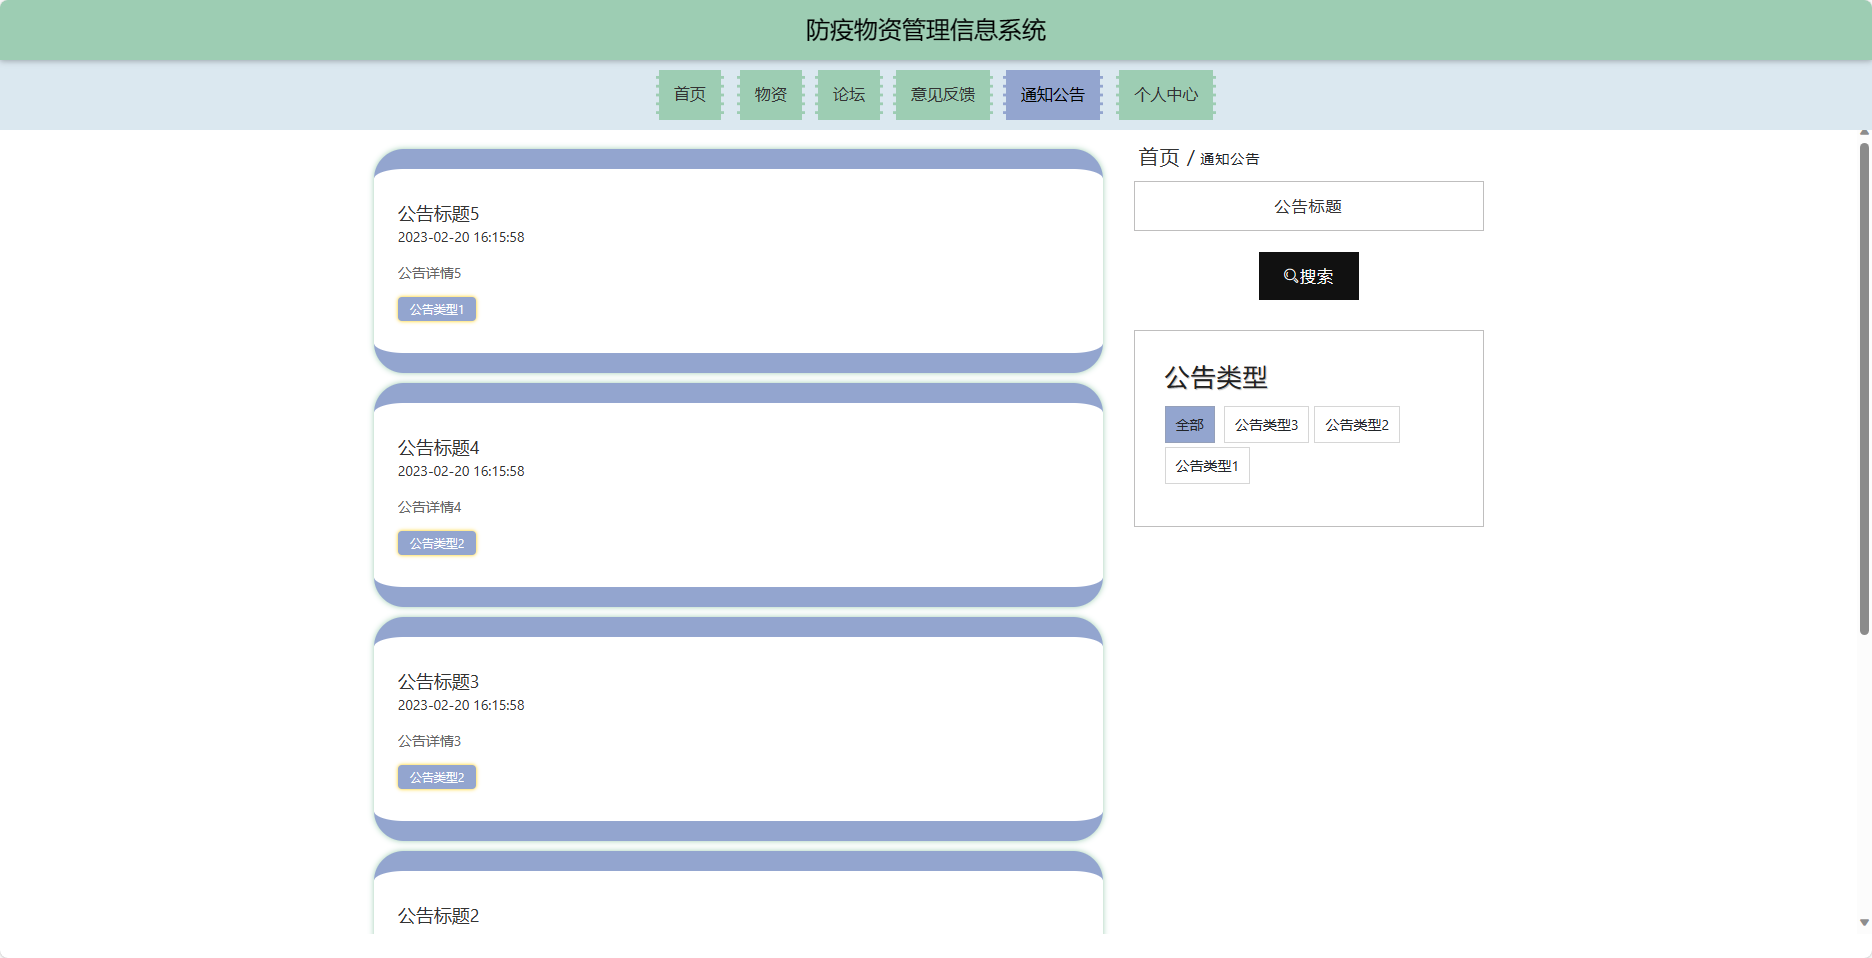 防疫物资管理信息系统
首页 物资 论坛 意见反馈 通知公告 个人中心
公告标题5
2023-02-20 16:15:58
公告详情5
公告类型1
公告标题4
2023-02-20 16:15:58
公告详情4
公告类型2
公告标题3
2023-02-20 16:15:58
公告详情3
公告类型2
公告标题2
首页 / 通知公告
公告标题
搜索
公告类型
全部 公告类型3 公告类型2
公告类型1